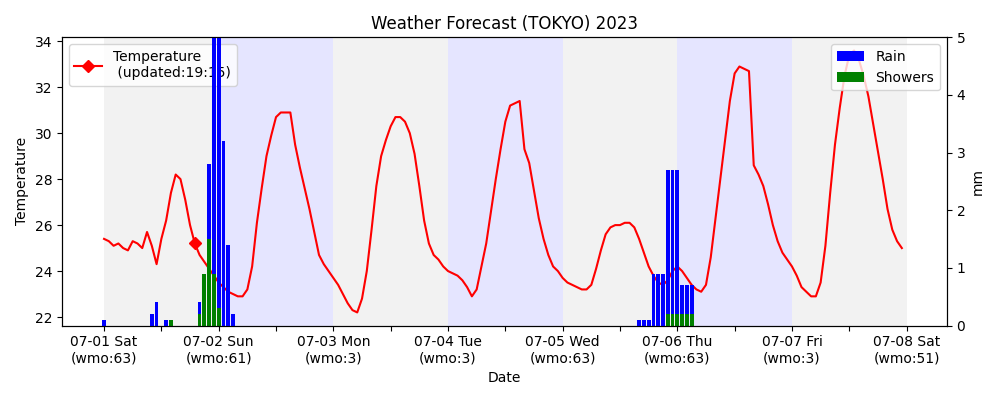 Weather Forecast (TOKYO) 2023
Temperature
(updated:19:15)
Rain
Showers
34
32
30
28
26
24
22
Temperature
5
4
3
2
1
0
mm
07-01 Sat
(wmo:63)
07-02 Sun
(wmo:61)
07-03 Mon
(wmo:3)
07-04 Tue
(wmo:3)
07-05 Wed
(wmo:63)
07-06 Thu
(wmo:63)
07-07 Fri
(wmo:3)
07-08 Sat
(wmo:51)
Date